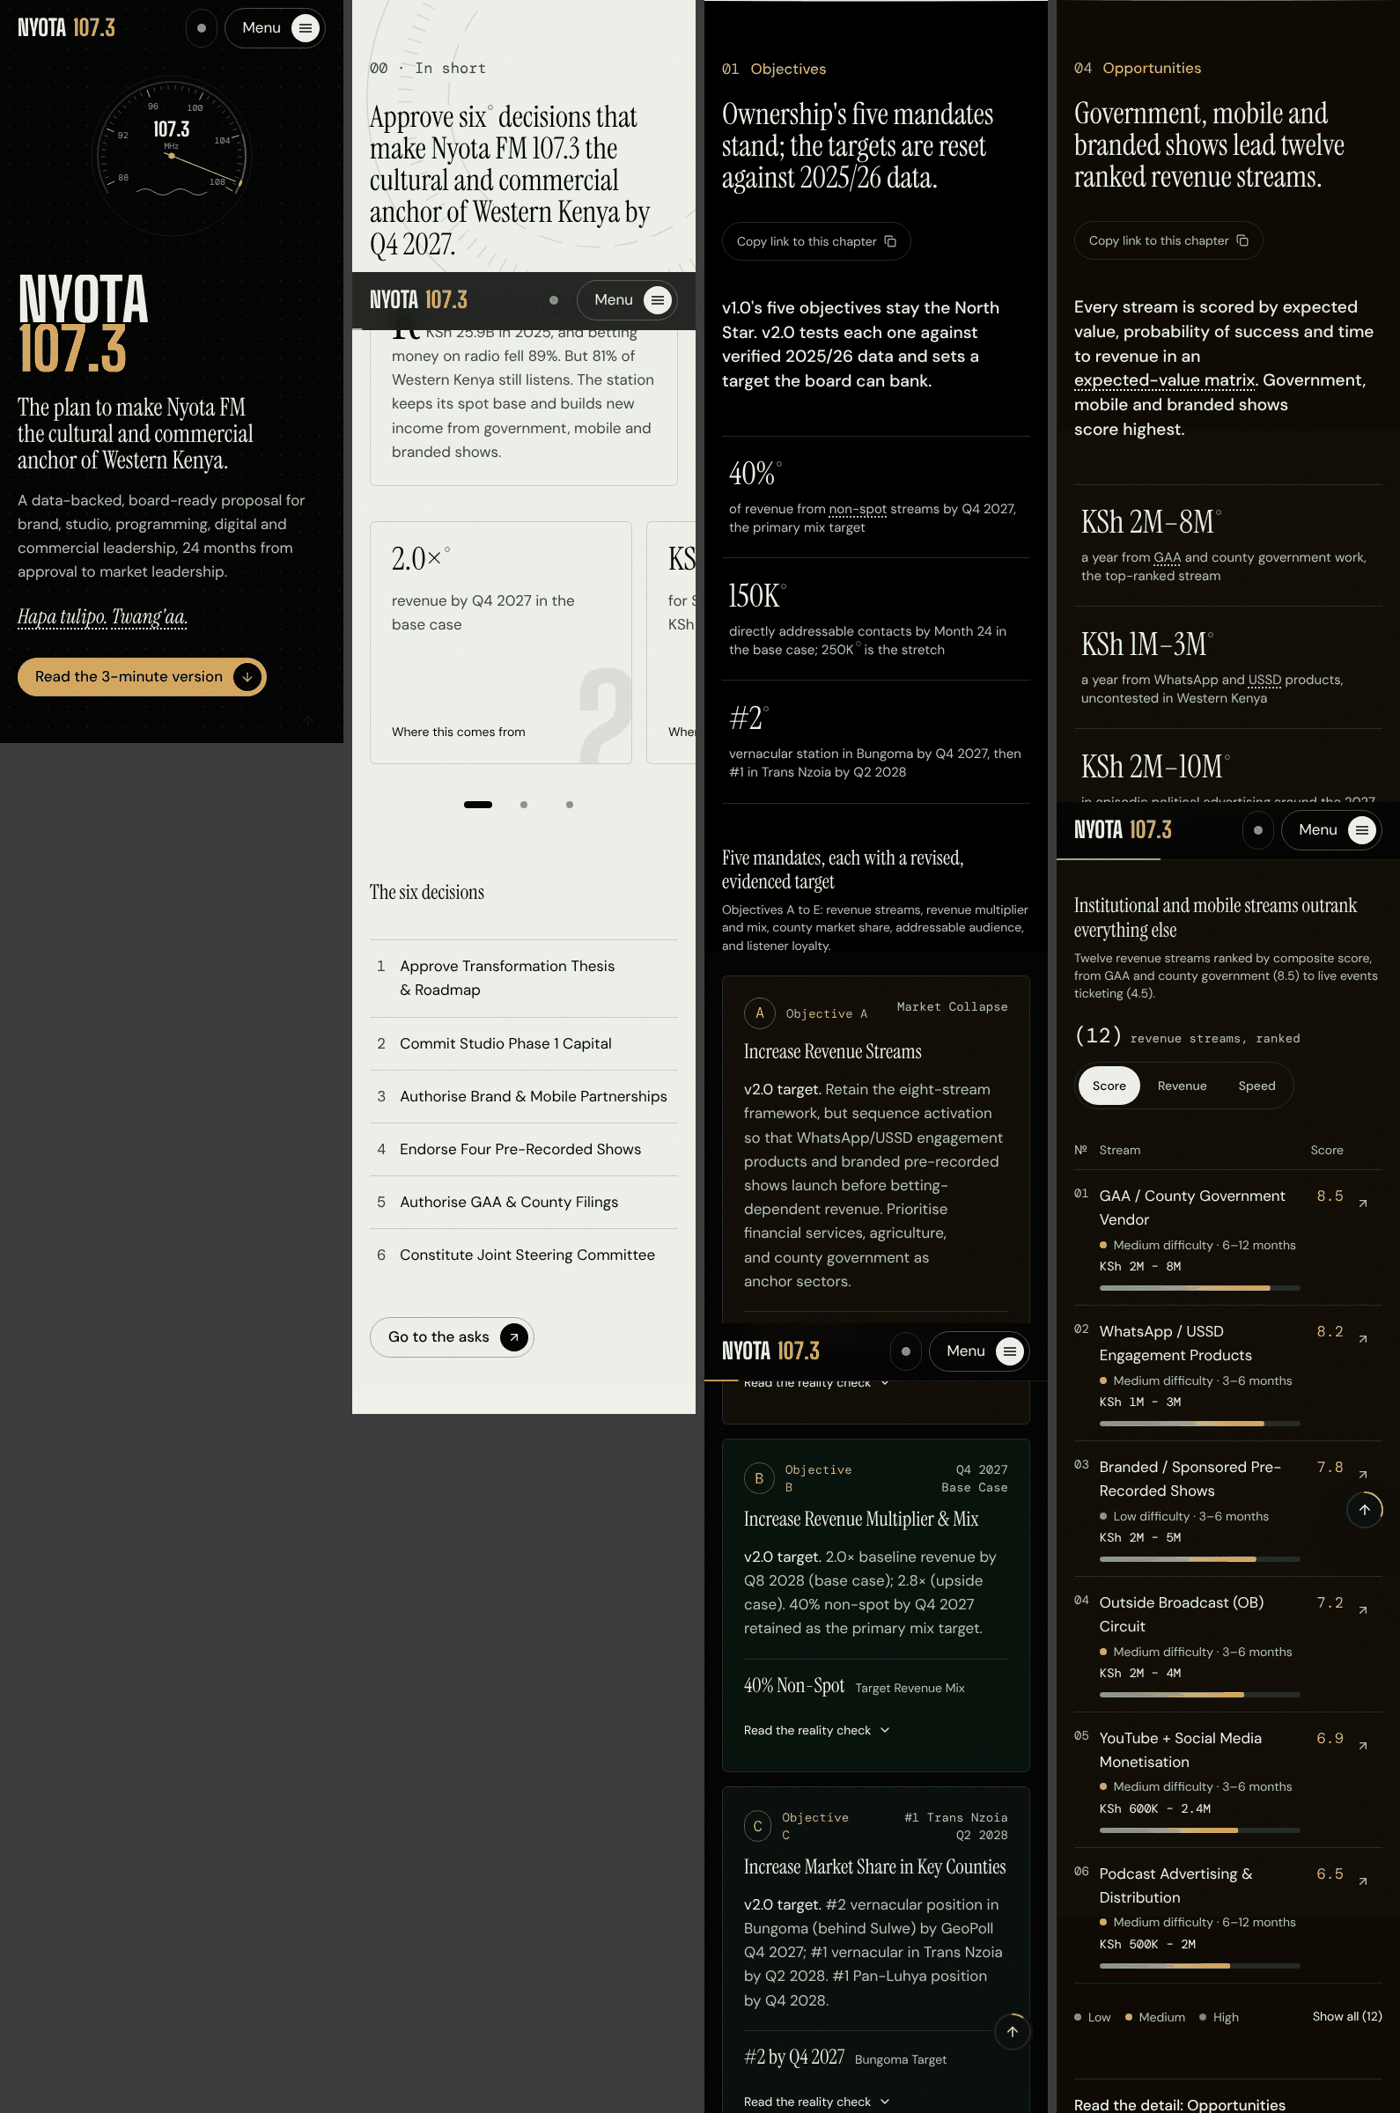 NYOTA 107.3
Menu
96
100
92
107.3
104
MHz
88
108
NYOTA
107.3
The plan to make Nyota FM
the cultural and commercial
anchor of Western Kenya.
A data-backed, board-ready proposal for
brand, studio, programming, digital and
commercial leadership, 24 months from
approval to market leadership.
Hapa tulipo. Twang'aa.
Read the 3-minute version
00 · In short
Approve six° decisions that
make Nyota FM 107.3 the
cultural and commercial
anchor of Western Kenya by
Q4 2027.
NYOTA 107.3
Menu
KSh 25.9B in 2025, and betting
money on radio fell 89%. But 81% of
Western Kenya still listens. The station
keeps its spot base and builds new
income from government, mobile and
branded shows.
2.0×°
revenue by Q4 2027 in the
base case
2
Where this comes from
KS
for S
KSh
Wher
The six decisions
1 Approve Transformation Thesis
& Roadmap
2 Commit Studio Phase 1 Capital
3 Authorise Brand & Mobile Partnerships
4 Endorse Four Pre-Recorded Shows
5 Authorise GAA & County Filings
6 Constitute Joint Steering Committee
Go to the asks
01 Objectives
Ownership's five mandates
stand; the targets are reset
against 2025/26 data.
Copy link to this chapter
v1.0's five objectives stay the North
Star. v2.0 tests each one against
verified 2025/26 data and sets a
target the board can bank.
40%°
of revenue from non-spot streams by Q4 2027,
the primary mix target
150K°
directly addressable contacts by Month 24 in
the base case; 250K° is the stretch
#2°
vernacular station in Bungoma by Q4 2027, then
#1 in Trans Nzoia by Q2 2028
Five mandates, each with a revised,
evidenced target
Objectives A to E: revenue streams, revenue multiplier
and mix, county market share, addressable audience,
and listener loyalty.
A Objective A Market Collapse
Increase Revenue Streams
v2.0 target. Retain the eight-stream
framework, but sequence activation
so that WhatsApp/USSD engagement
products and branded pre-recorded
shows launch before betting-
dependent revenue. Prioritise
financial services, agriculture,
and county government as
anchor sectors.
NYOTA 107.3
Menu
Read the reality check
B Objective B
Q4 2027 Base Case
Increase Revenue Multiplier & Mix
v2.0 target. 2.0× baseline revenue by
Q8 2028 (base case); 2.8× (upside
case). 40% non-spot by Q4 2027
retained as the primary mix target.
40% Non-Spot Target Revenue Mix
Read the reality check
C Objective C
#1 Trans Nzoia Q2 2028
Increase Market Share in Key Counties
v2.0 target. #2 vernacular position in
Bungoma (behind Sulwe) by GeoPoll
Q4 2027; #1 vernacular in Trans Nzoia
by Q2 2028. #1 Pan-Luhya position
by Q4 2028.
#2 by Q4 2027 Bungoma Target
Read the reality check
04 Opportunities
Government, mobile and
branded shows lead twelve
ranked revenue streams.
Copy link to this chapter
Every stream is scored by expected
value, probability of success and time
to revenue in an
expected-value matrix. Government,
mobile and branded shows
score highest.
KSh 2M–8M°
a year from GAA and county government work,
the top-ranked stream
KSh 1M–3M°
a year from WhatsApp and USSD products,
uncontested in Western Kenya
KSh 2M–10M°
in episodic political advertising around the 2027
NYOTA 107.3
Menu
Institutional and mobile streams outrank
everything else
Twelve revenue streams ranked by composite score,
from GAA and county government (8.5) to live events
ticketing (4.5).
(12) revenue streams, ranked
Score Revenue Speed
№ Stream Score
01 GAA / County Government 8.5
Vendor
Medium difficulty · 6–12 months
KSh 2M – 8M
02 WhatsApp / USSD 8.2
Engagement Products
Medium difficulty · 3–6 months
KSh 1M – 3M
03 Branded / Sponsored Pre- 7.8
Recorded Shows
Low difficulty · 3–6 months
KSh 2M – 5M
04 Outside Broadcast (OB) 7.2
Circuit
Medium difficulty · 3–6 months
KSh 2M – 4M
05 YouTube + Social Media 6.9
Monetisation
Medium difficulty · 3–6 months
KSh 600K – 2.4M
06 Podcast Advertising & 6.5
Distribution
Medium difficulty · 6–12 months
KSh 500K – 2M
Low Medium High Show all (12)
Read the detail: Opportunities